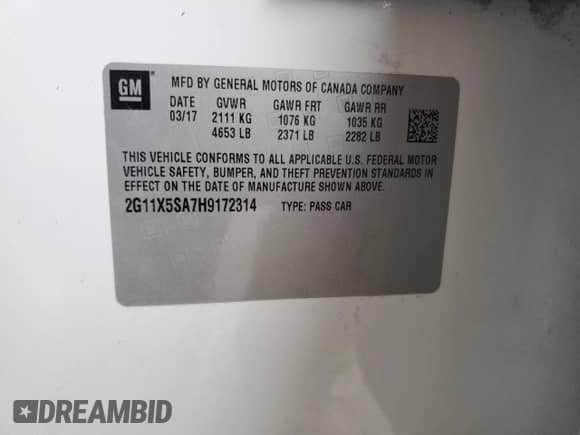 GM
MFD BY GENERAL MOTORS OF CANADA COMPANY
DATE GVWR GAWR FRT GAWR RR
03/17 2111 KG 1076 KG 1035 KG
4653 LB 2371 LB 2282 LB
THIS VEHICLE CONFORMS TO ALL APPLICABLE U.S. FEDERAL MOTOR
VEHICLE SAFETY, BUMPER, AND THEFT PREVENTION STANDARDS IN
EFFECT ON THE DATE OF MANUFACTURE SHOWN ABOVE.
2G11X5SA7H9172314 TYPE: PASS CAR
DREAMBID